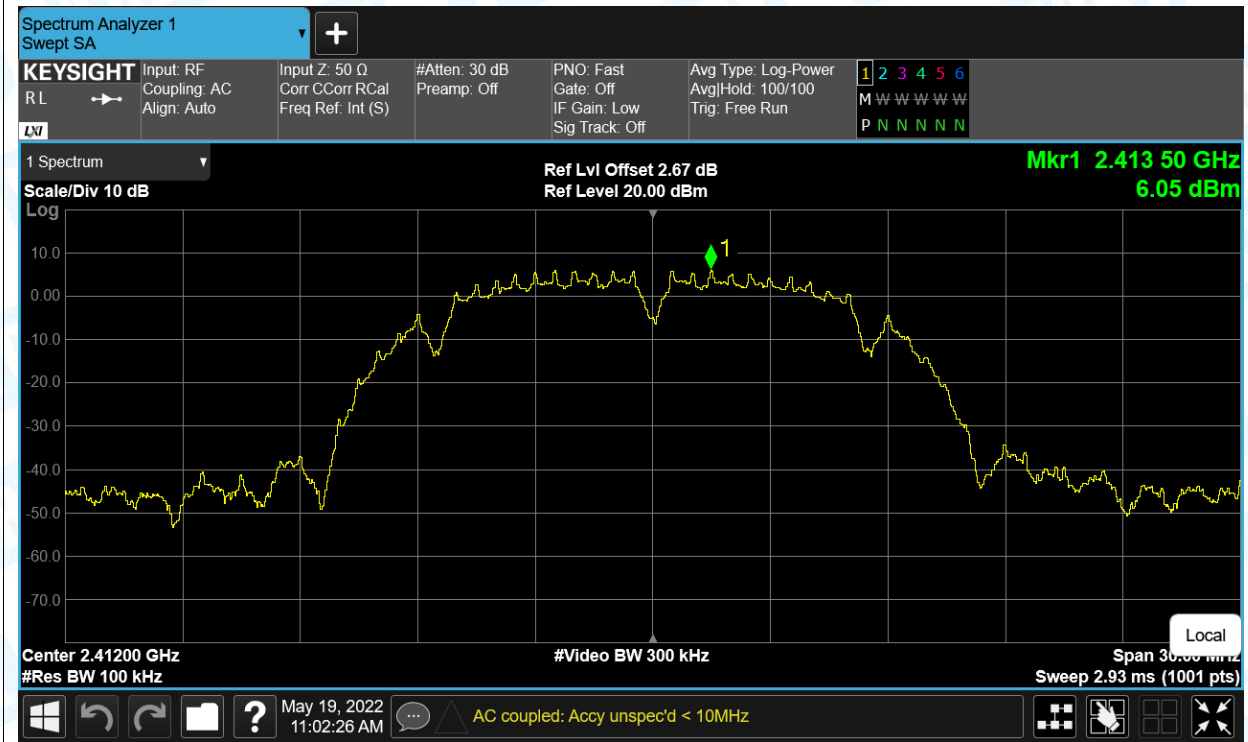 Spectrum Analyzer 1
Swept SA
KEYSIGHT
R L
LXI
Input: RF
Coupling: AC
Align: Auto
Input Z: 50 Ω
Corr CCorr RCal
Freq Ref: Int (S)
#Atten: 30 dB
Preamp: Off
PNO: Fast
Gate: Off
IF Gain: Low
Sig Track: Off
Avg Type: Log-Power
Avg|Hold: 100/100
Trig: Free Run
1 2 3 4 5 6
M W W W W W W
P N N N N N N
1 Spectrum
Scale/Div 10 dB
Log
Ref Lvl Offset 2.67 dB
Ref Level 20.00 dBm
Mkr1 2.413 50 GHz
6.05 dBm
1
10.0
0.00
-10.0
-20.0
-30.0
-40.0
-50.0
-60.0
-70.0
Local
Center 2.41200 GHz
#Res BW 100 kHz
#Video BW 300 kHz
Span 30.00 MHz
Sweep 2.93 ms (1001 pts)
?
May 19, 2022
11:02:26 AM
AC coupled: Accy unspec'd < 10MHz